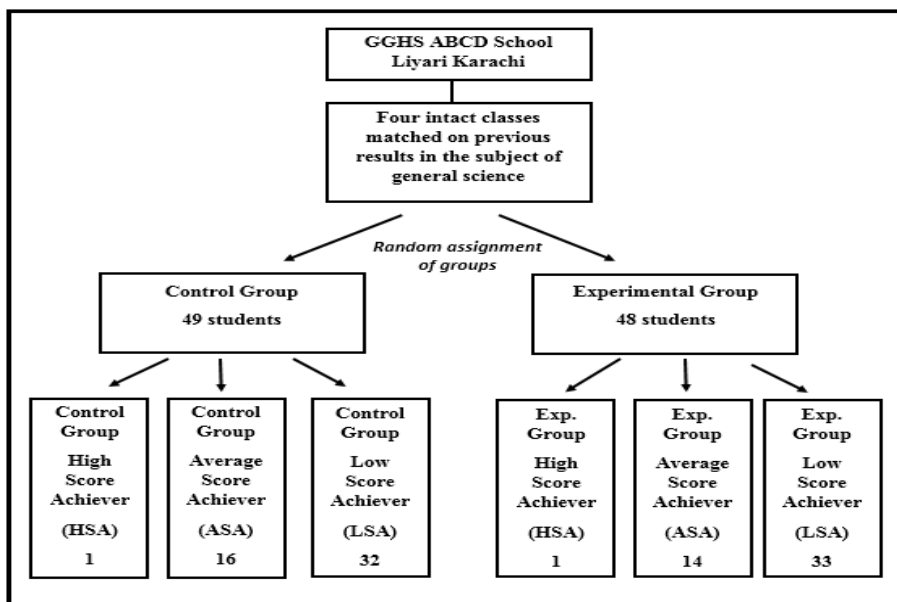 GGHS ABCD School
Liyari Karachi
Four intact classes
matched on previous
results in the subject of
general science
Random assignment
of groups
Control Group
49 students
Experimental Group
48 students
Control
Group
High
Score
Achiever
(HSA)
1
Control
Group
Average
Score
Achiever
(ASA)
16
Control
Group
Low
Score
Achiever
(LSA)
32
Exp.
Group
High
Score
Achiever
(HSA)
1
Exp.
Group
Average
Score
Achiever
(ASA)
14
Exp.
Group
Low
Score
Achiever
(LSA)
33